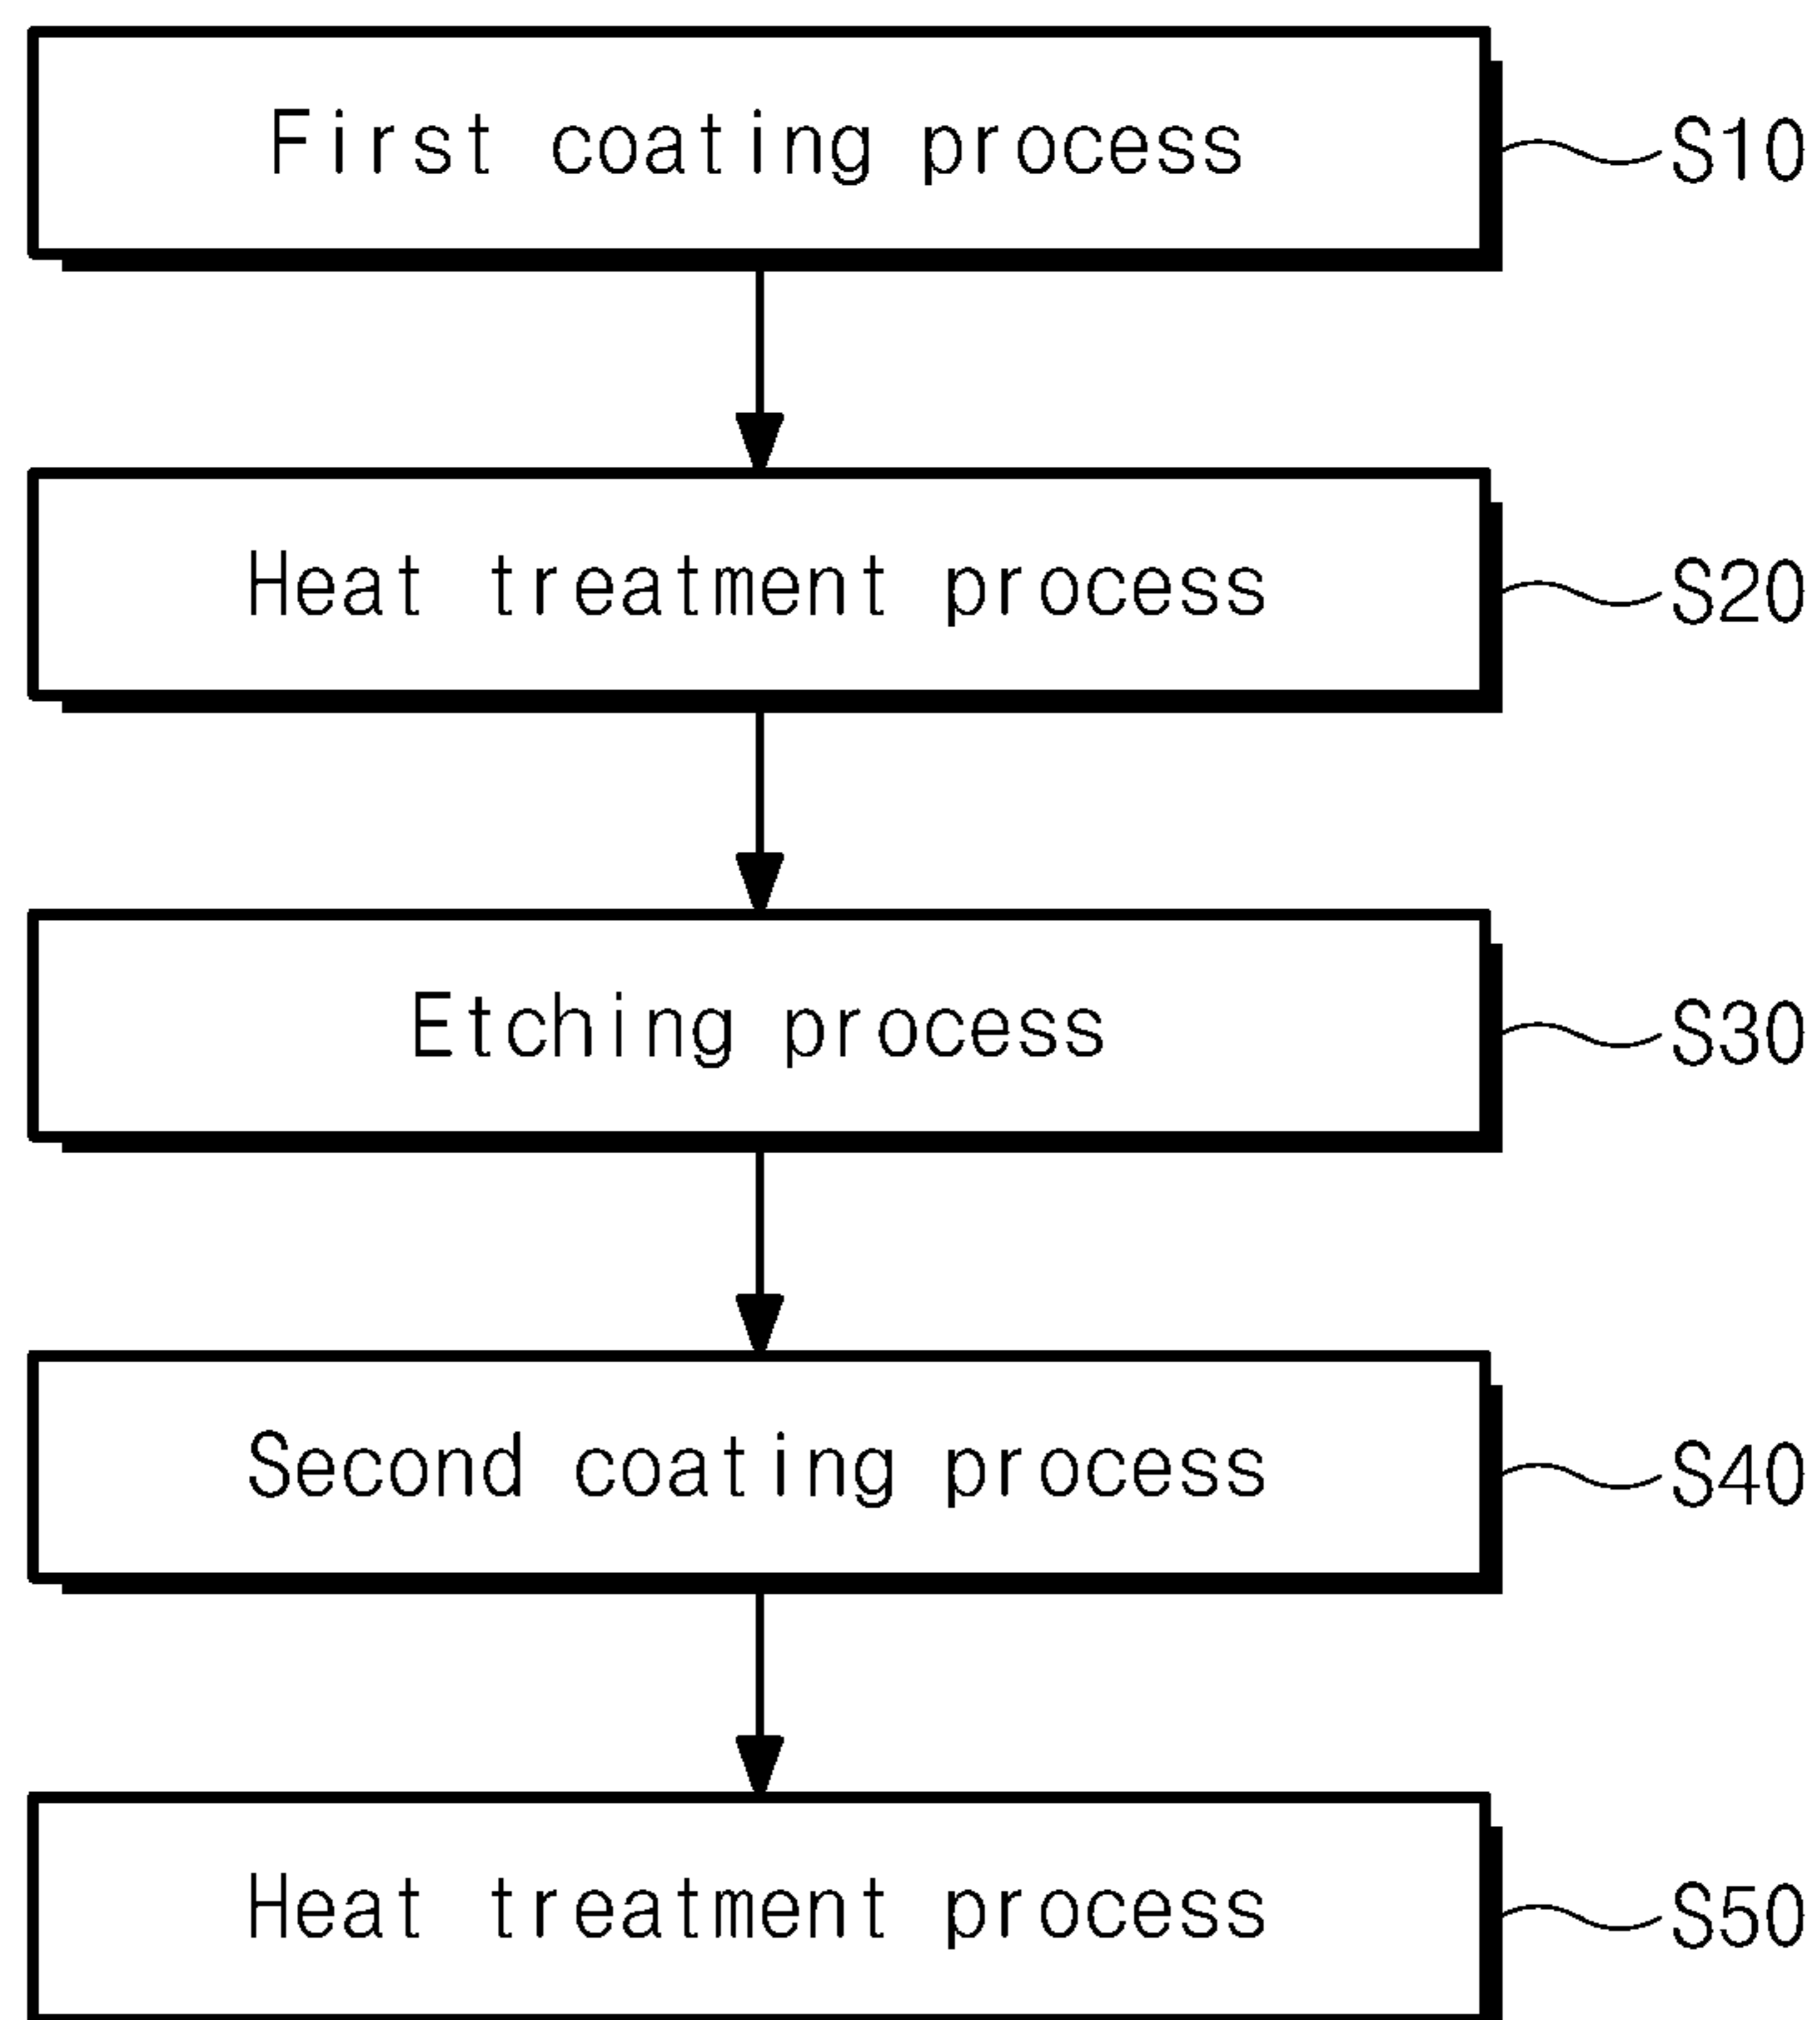 First coating process S10
Heat treatment process S20
Etching process S30
Second coating process S40
Heat treatment process S50